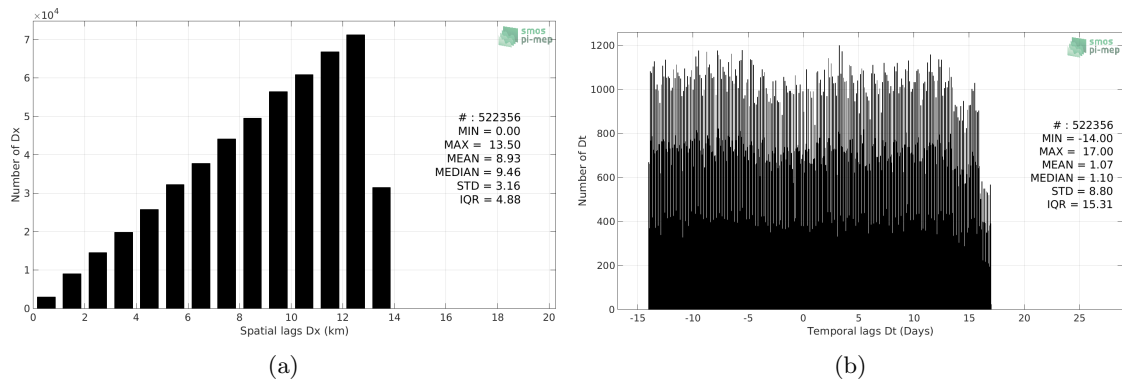 ×10⁴
7
6
5
4
3
2
1
0
Number of Dx
0 2 4 6 8 10 12 14 16 18 20
Spatial lags Dx (km)
smos
pi-mep
# : 522356
MIN = 0.00
MAX = 13.50
MEAN = 8.93
MEDIAN = 9.46
STD = 3.16
IQR = 4.88
(a)
1200
1000
800
600
400
200
0
Number of Dt
-15 -10 -5 0 5 10 15 20 25
Temporal lags Dt (Days)
smos
pi-mep
# : 522356
MIN = -14.00
MAX = 17.00
MEAN = 1.07
MEDIAN = 1.10
STD = 8.80
IQR = 15.31
(b)